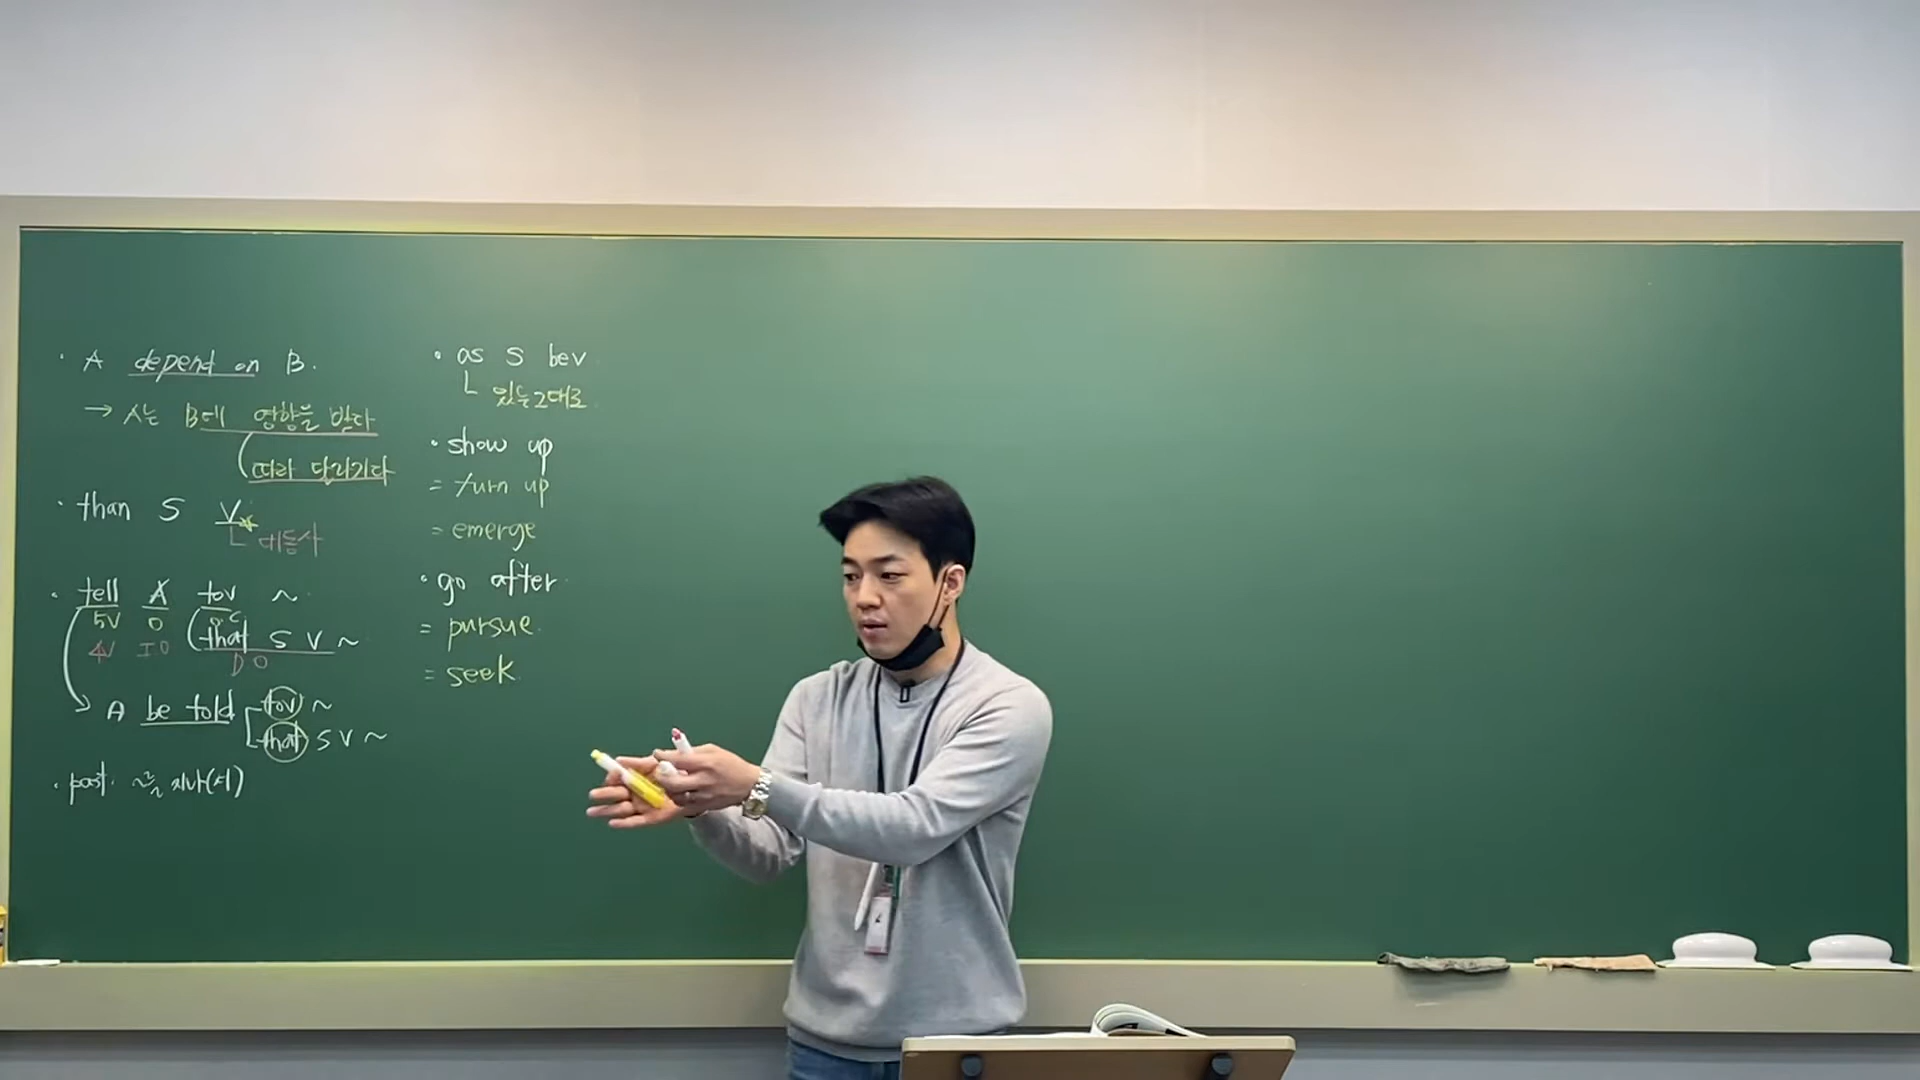 · A depend on B.
→ A는 B에 영향을 받다
따라 달라지다
· than S V
└ 대동사
· tell A tov ~
5V O O.C
that S V ~
4V IO DO
A be told tov ~
that S V ~
· past: ~을 지나(서)
· as S bev
└ 있는 그대로
· show up
= turn up
= emerge
· go after
= pursue
= seek